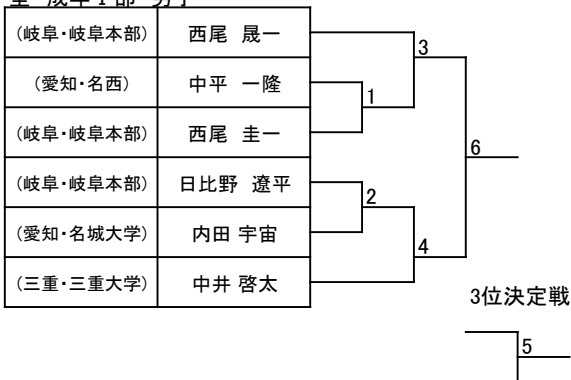 (岐阜・岐阜本部) 西尾 晟一
3
(愛知・名西) 中平 一隆
1
(岐阜・岐阜本部) 西尾 圭一
6
(岐阜・岐阜本部) 日比野 遼平
2
(愛知・名城大学) 内田 宇宙
4
(三重・三重大学) 中井 啓太
3位決定戦
5